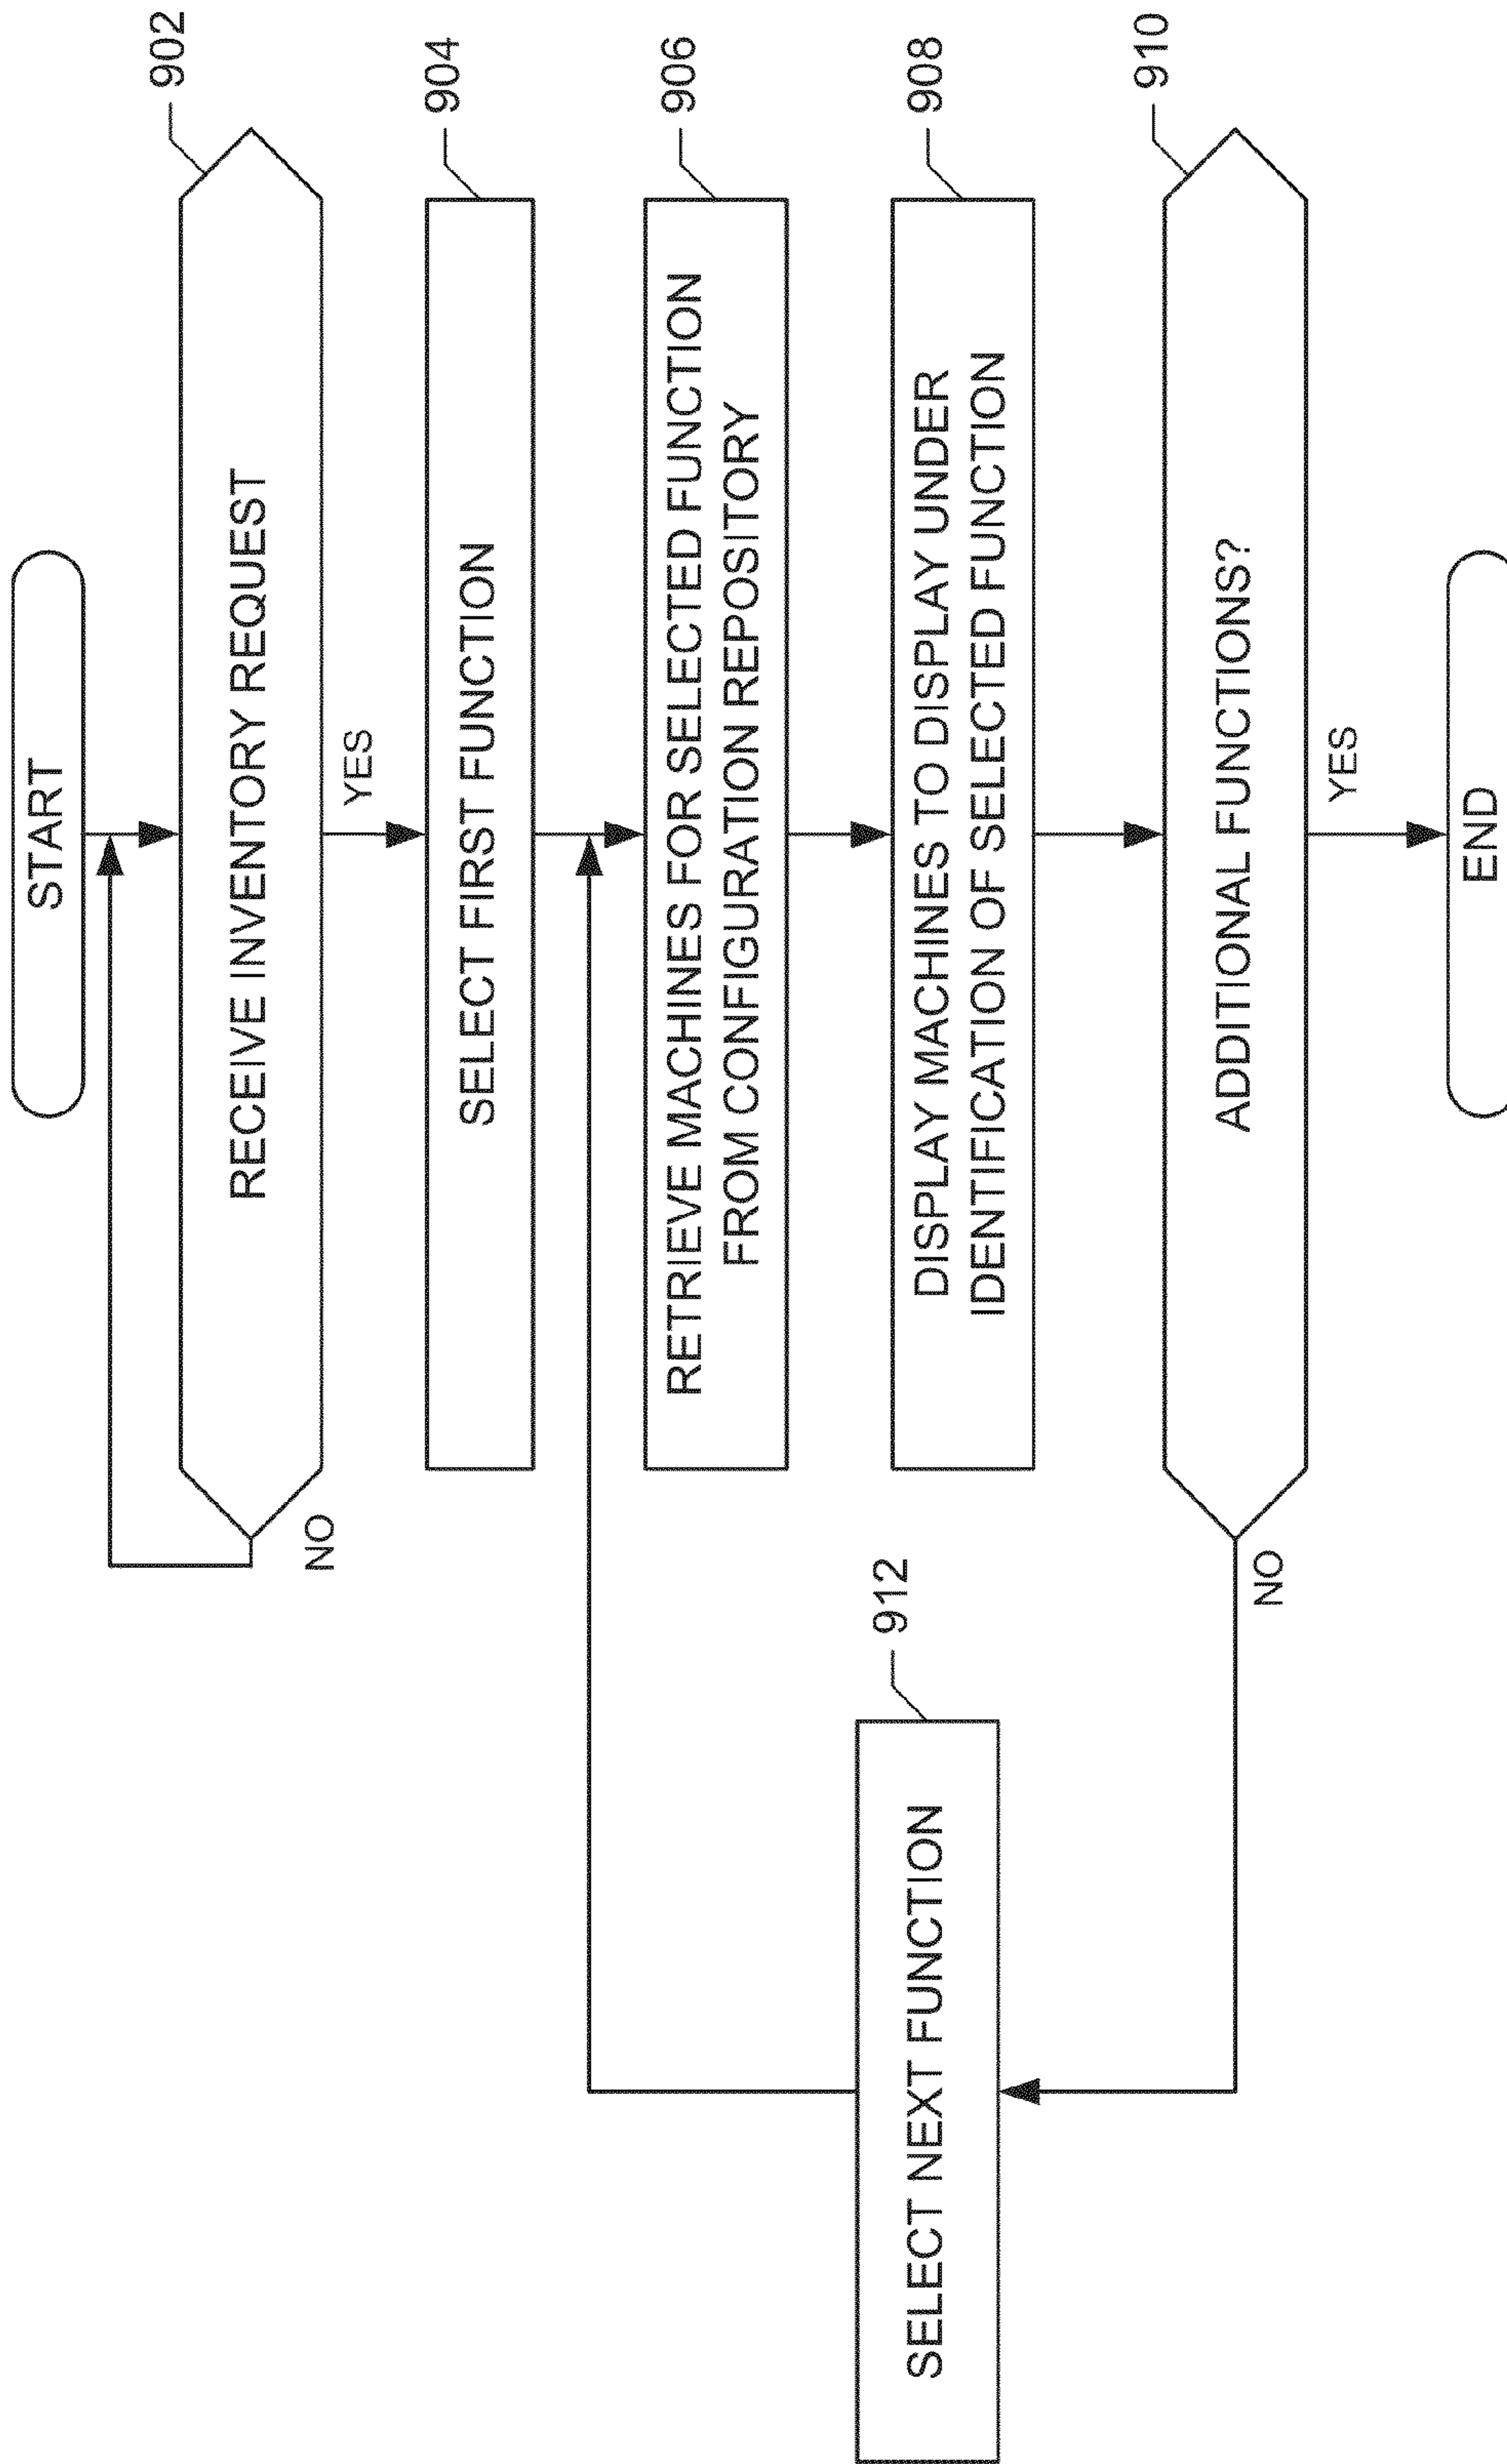 START
902
RECEIVE INVENTORY REQUEST
NO
YES
904
SELECT FIRST FUNCTION
906
RETRIEVE MACHINES FOR SELECTED FUNCTION
FROM CONFIGURATION REPOSITORY
908
DISPLAY MACHINES TO DISPLAY UNDER
IDENTIFICATION OF SELECTED FUNCTION
912
SELECT NEXT FUNCTION
910
ADDITIONAL FUNCTIONS?
NO
YES
END